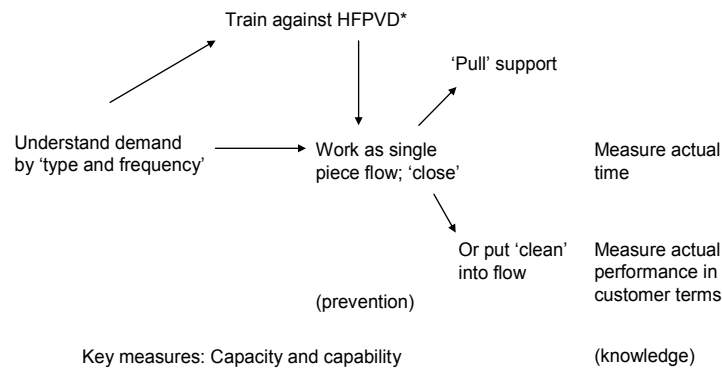 Train against HFPVD*
‘Pull’ support
Understand demand
by ‘type and frequency’
Work as single
piece flow; ‘close’
Measure actual
time
Or put ‘clean’
into flow
Measure actual
performance in
customer terms
(prevention)
Key measures: Capacity and capability
(knowledge)